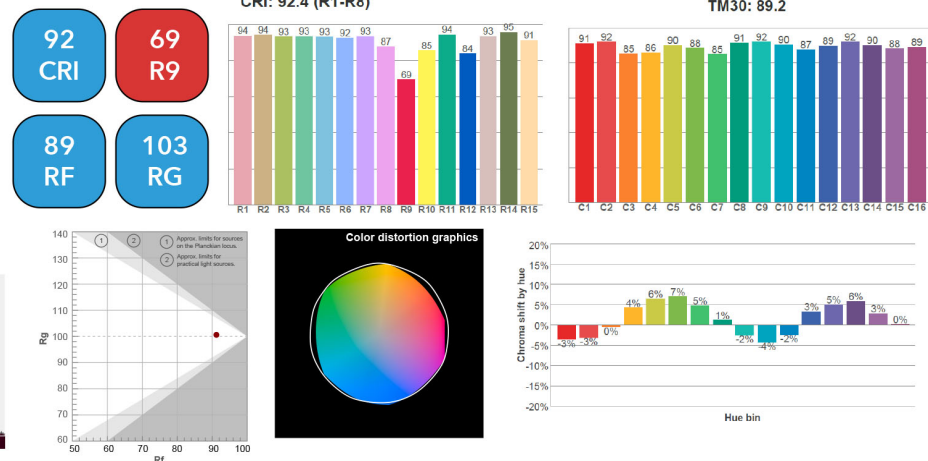 CRI: 92.4 (R1-R8)
TM30: 89.2
92
CRI
69
R9
89
RF
103
RG
94 94 93 93 93 92 93 87 69 85 94 84 93 95 91
R1 R2 R3 R4 R5 R6 R7 R8 R9 R10 R11 R12 R13 R14 R15
91 92 85 86 90 88 85 91 92 90 87 89 92 90 88 89
C1 C2 C3 C4 C5 C6 C7 C8 C9 C10 C11 C12 C13 C14 C15 C16
140
130
120
110
100
90
80
70
60
Rg
1 2
1 Approx. limits for sources
on the Planckian locus.
2 Approx. limits for
practical light sources.
50 60 70 80 90 100
Rf
Color distortion graphics
Chroma shift by hue
20%
15%
10%
5%
0%
-5%
-10%
-15%
-20%
-3% -3% 0% 4% 6% 7% 5% 1% -2% -4% -2% 3% 5% 6% 3% 0%
Hue bin